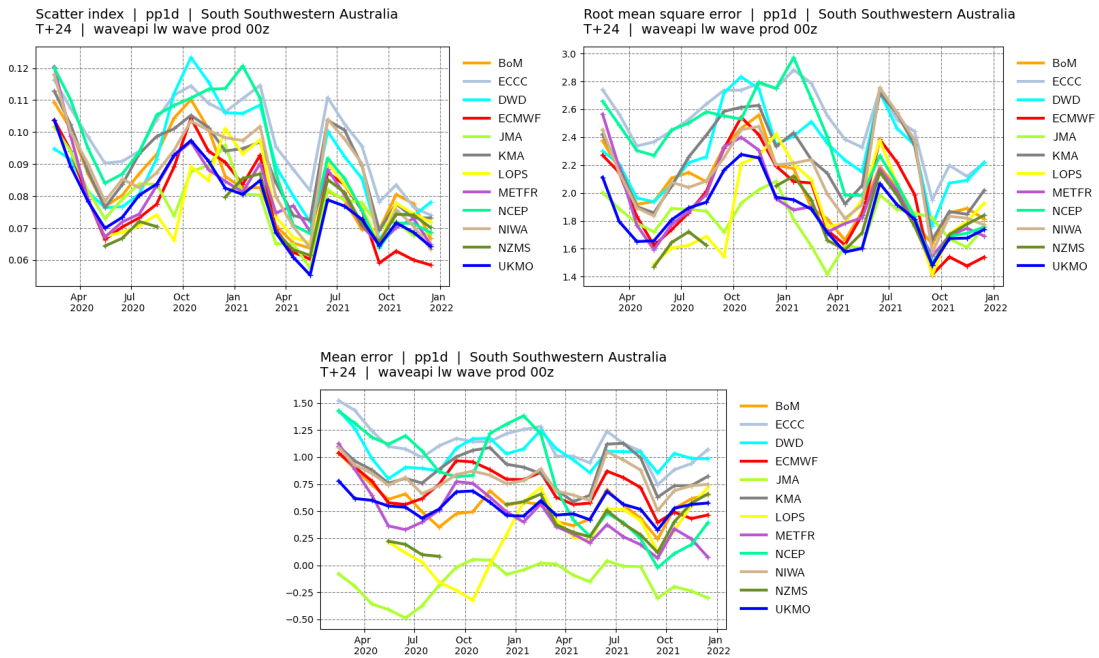 Scatter index | pp1d | South Southwestern Australia
T+24 | waveapi lw wave prod 00z
0.12
0.11
0.10
0.09
0.08
0.07
0.06
Apr
2020
Jul
2020
Oct
2020
Jan
2021
Apr
2021
Jul
2021
Oct
2021
Jan
2022
BoM
ECCC
DWD
ECMWF
JMA
KMA
LOPS
METFR
NCEP
NIWA
NZMS
UKMO
Root mean square error | pp1d | South Southwestern Australia
T+24 | waveapi lw wave prod 00z
3.0
2.8
2.6
2.4
2.2
2.0
1.8
1.6
1.4
Apr
2020
Jul
2020
Oct
2020
Jan
2021
Apr
2021
Jul
2021
Oct
2021
Jan
2022
BoM
ECCC
DWD
ECMWF
JMA
KMA
LOPS
METFR
NCEP
NIWA
NZMS
UKMO
Mean error | pp1d | South Southwestern Australia
T+24 | waveapi lw wave prod 00z
1.50
1.25
1.00
0.75
0.50
0.25
0.00
−0.25
−0.50
Apr
2020
Jul
2020
Oct
2020
Jan
2021
Apr
2021
Jul
2021
Oct
2021
Jan
2022
BoM
ECCC
DWD
ECMWF
JMA
KMA
LOPS
METFR
NCEP
NIWA
NZMS
UKMO